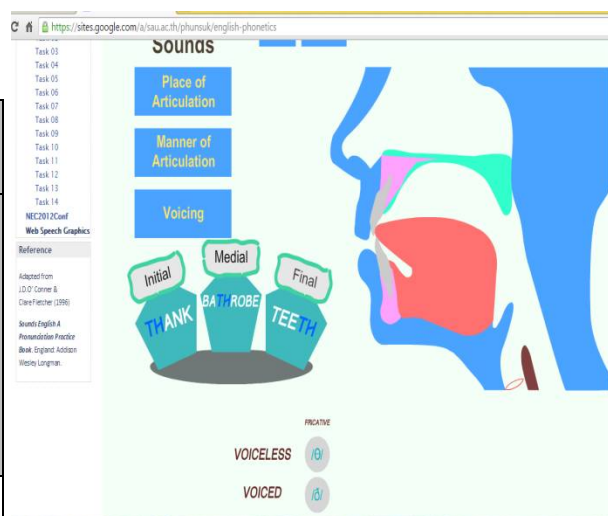 https://sites.google.com/a/sau.ac.th/phunsuk/english-phonetics
Task 03
Task 04
Task 05
Task 06
Task 07
Task 08
Task 09
Task 10
Task 11
Task 12
Task 13
Task 14
NEC2012Conf
Web Speech Graphics
Reference
Adapted from
J.D.O' Conner &
Clare Fletcher (1996)
Sounds English A
Pronunciation Practice
Book. England: Addison
Wesley Longman.
Sounds
Place of
Articulation
Manner of
Articulation
Voicing
Initial
Medial
Final
THANK
BATHROBE
TEETH
FRICATIVE
VOICELESS /θ/
VOICED /ð/